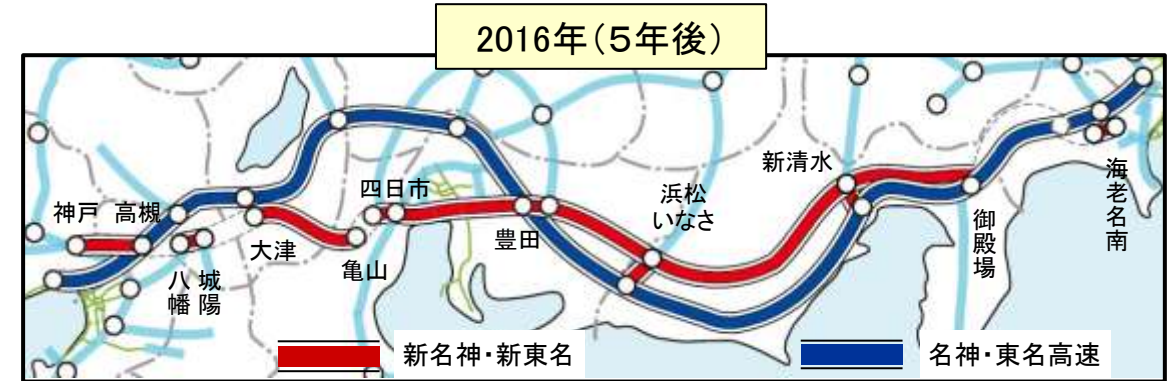 2016年(5年後)
神戸
高槻
八幡
城陽
大津
亀山
四日市
豊田
浜松
いなさ
新清水
御殿場
海老名南
新名神・新東名
名神・東名高速